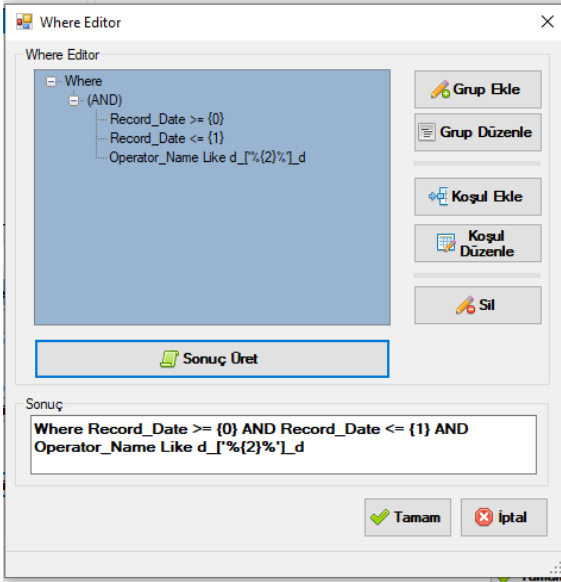 Where Editor
Where Editor
Where
(AND)
Record_Date >= {0}
Record_Date <= {1}
Operator_Name Like d_['%{2}%']_d
Grup Ekle
Grup Düzenle
Koşul Ekle
Koşul
Düzenle
Sil
Sonuç Üret
Sonuç
Where Record_Date >= {0} AND Record_Date <= {1} AND
Operator_Name Like d_['%{2}%']_d
Tamam
İptal